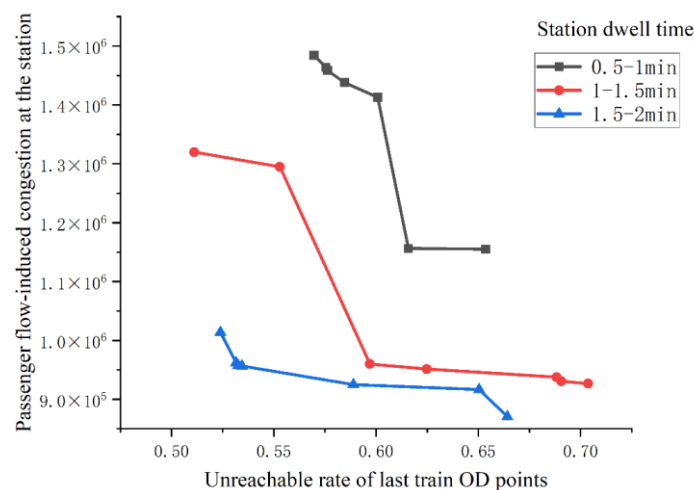 Station dwell time
0.5-1min
1-1.5min
1.5-2min
Passenger flow-induced congestion at the station
1.5×10⁶
1.4×10⁶
1.3×10⁶
1.2×10⁶
1.1×10⁶
1.0×10⁶
9.0×10⁵
0.50 0.55 0.60 0.65 0.70
Unreachable rate of last train OD points